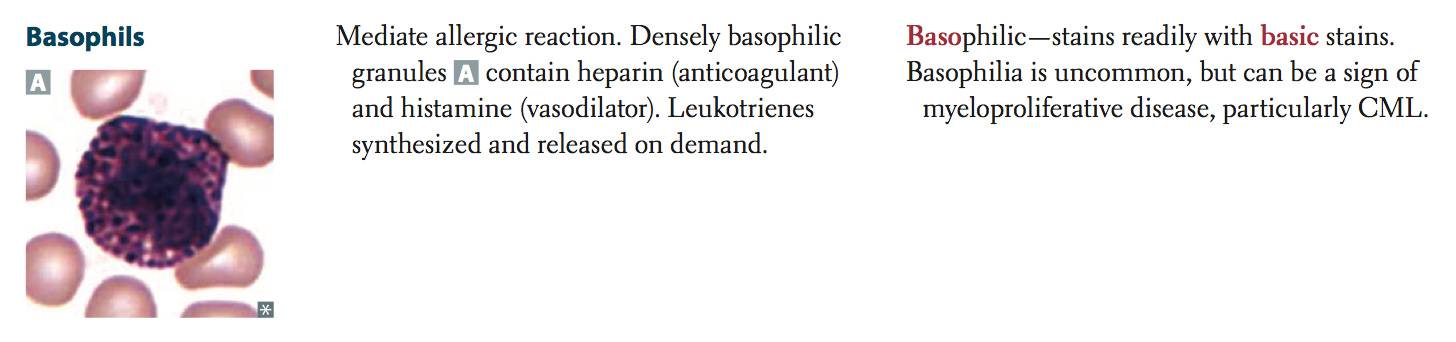 Basophils
A
*
Mediate allergic reaction. Densely basophilic
granules A contain heparin (anticoagulant)
and histamine (vasodilator). Leukotrienes
synthesized and released on demand.
Basophilic—stains readily with basic stains.
Basophilia is uncommon, but can be a sign of
myeloproliferative disease, particularly CML.